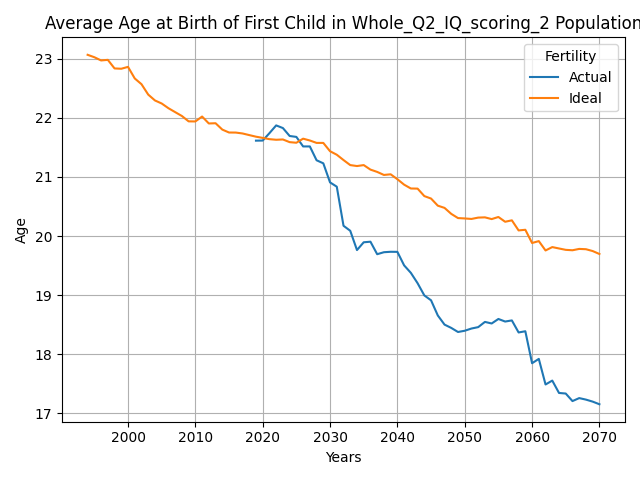 Average Age at Birth of First Child in Whole_Q2_IQ_scoring_2 Population
Fertility
Actual
Ideal
Age
23
22
21
20
19
18
17
2000 2010 2020 2030 2040 2050 2060 2070
Years